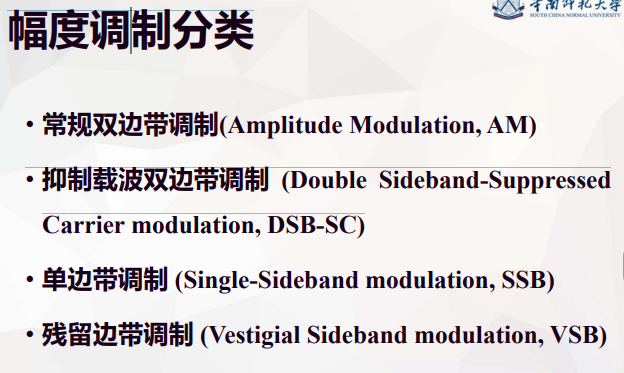 华南师范大学
SOUTH CHINA NORMAL UNIVERSITY
幅度调制分类
• 常规双边带调制(Amplitude Modulation, AM)
• 抑制载波双边带调制 (Double Sideband-Suppressed
Carrier modulation, DSB-SC)
• 单边带调制 (Single-Sideband modulation, SSB)
• 残留边带调制 (Vestigial Sideband modulation, VSB)